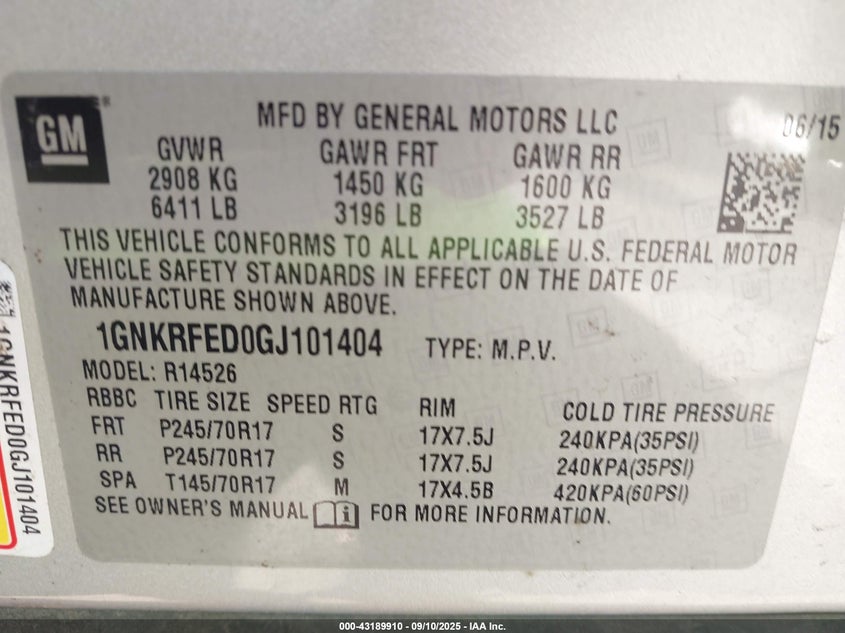 GM
MFD BY GENERAL MOTORS LLC 06/15
GVWR GAWR FRT GAWR RR
2908 KG 1450 KG 1600 KG
6411 LB 3196 LB 3527 LB
THIS VEHICLE CONFORMS TO ALL APPLICABLE U.S. FEDERAL MOTOR
VEHICLE SAFETY STANDARDS IN EFFECT ON THE DATE OF
MANUFACTURE SHOWN ABOVE.
1GNKRFED0GJ101404 TYPE: M.P.V.
MODEL: R14526
RBBC TIRE SIZE SPEED RTG RIM COLD TIRE PRESSURE
FRT P245/70R17 S 17X7.5J 240KPA(35PSI)
RR P245/70R17 S 17X7.5J 240KPA(35PSI)
SPA T145/70R17 M 17X4.5B 420KPA(60PSI)
SEE OWNER'S MANUAL i FOR MORE INFORMATION.
1GNKRFED0GJ101404
000-43189910 - 09/10/2025 - IAA Inc.